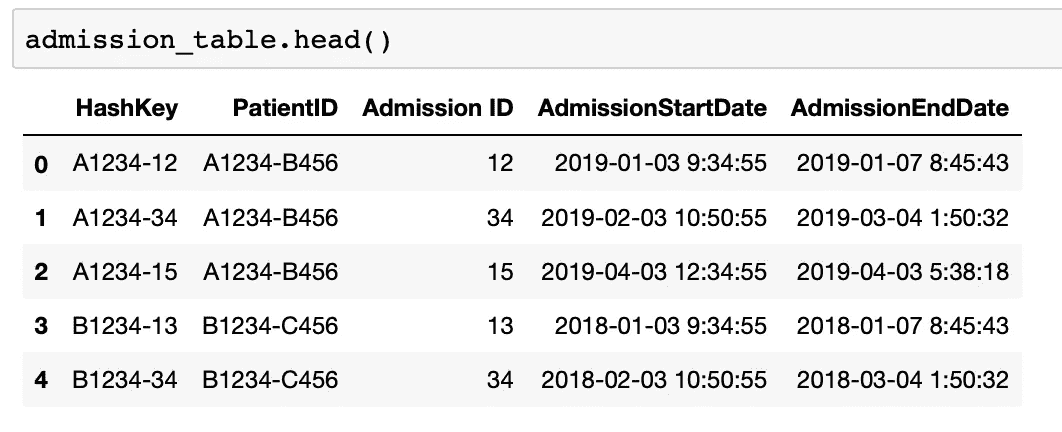 admission_table.head()
HashKey PatientID Admission ID AdmissionStartDate AdmissionEndDate
0 A1234-12 A1234-B456 12 2019-01-03 9:34:55 2019-01-07 8:45:43
1 A1234-34 A1234-B456 34 2019-02-03 10:50:55 2019-03-04 1:50:32
2 A1234-15 A1234-B456 15 2019-04-03 12:34:55 2019-04-03 5:38:18
3 B1234-13 B1234-C456 13 2018-01-03 9:34:55 2018-01-07 8:45:43
4 B1234-34 B1234-C456 34 2018-02-03 10:50:55 2018-03-04 1:50:32